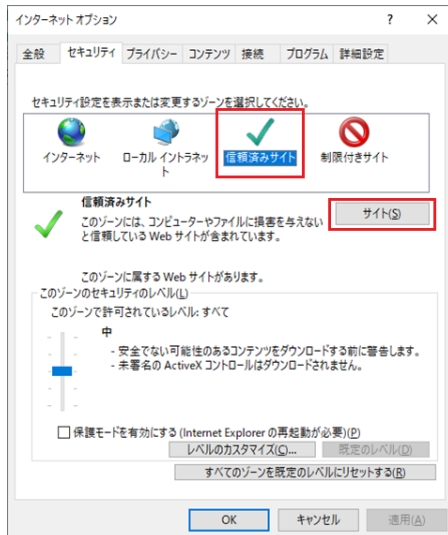 インターネット オプション ? ×
全般 セキュリティ プライバシー コンテンツ 接続 プログラム 詳細設定
セキュリティ設定を表示または変更するゾーンを選択してください。
インターネット ローカル イントラネッ
ト 信頼済みサイト 制限付きサイト
信頼済みサイト
サイト(S)
このゾーンには、コンピューターやファイルに損害を与えない
と信頼している Web サイトが含まれています。
このゾーンに属する Web サイトがあります。
このゾーンのセキュリティのレベル(L)
このゾーンで許可されているレベル: すべて
中
- 安全でない可能性のあるコンテンツをダウンロードする前に警告します。
- 未署名の ActiveX コントロールはダウンロードされません。
保護モードを有効にする (Internet Explorer の再起動が必要)(P)
レベルのカスタマイズ(C)... 既定のレベル(D)
すべてのゾーンを既定のレベルにリセットする(R)
OK キャンセル 適用(A)